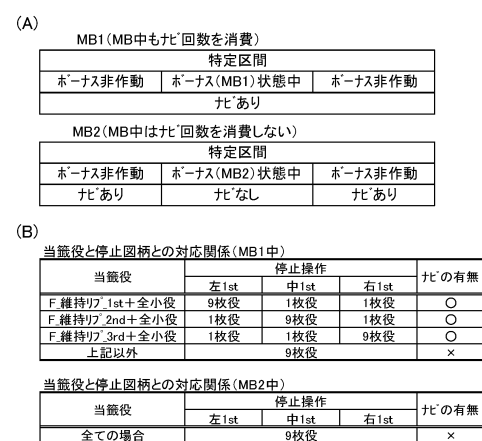 (A)
MB1(MB中もナビ回数を消費)
特定区間
ボーナス非作動 ボーナス(MB1)状態中 ボーナス非作動
ナビあり
MB2(MB中はナビ回数を消費しない)
特定区間
ボーナス非作動 ボーナス(MB2)状態中 ボーナス非作動
ナビあり ナビなし ナビあり
(B)
当籤役と停止図柄との対応関係(MB1中)
当籤役 停止操作 ナビの有無
左1st 中1st 右1st
F_維持リプ_1st+全小役 9枚役 1枚役 1枚役 ○
F_維持リプ_2nd+全小役 1枚役 9枚役 1枚役 ○
F_維持リプ_3rd+全小役 1枚役 1枚役 9枚役 ○
上記以外 9枚役 ×
当籤役と停止図柄との対応関係(MB2中)
当籤役 停止操作 ナビの有無
左1st 中1st 右1st
全ての場合 9枚役 ×